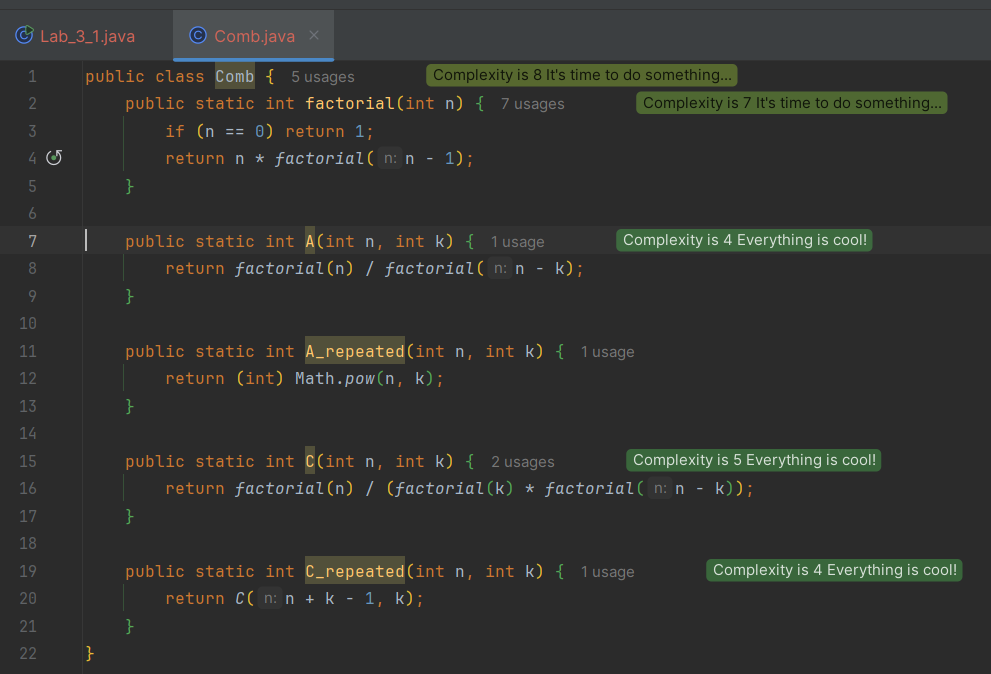 Lab_3_1.java Comb.java
1 public class Comb { 5 usages Complexity is 8 It's time to do something...
2 public static int factorial(int n) { 7 usages Complexity is 7 It's time to do something...
3 if (n == 0) return 1;
4 return n * factorial( n: n - 1);
5 }
6
7 public static int A(int n, int k) { 1 usage Complexity is 4 Everything is cool!
8 return factorial(n) / factorial( n: n - k);
9 }
10
11 public static int A_repeated(int n, int k) { 1 usage
12 return (int) Math.pow(n, k);
13 }
14
15 public static int C(int n, int k) { 2 usages Complexity is 5 Everything is cool!
16 return factorial(n) / (factorial(k) * factorial( n: n - k));
17 }
18
19 public static int C_repeated(int n, int k) { 1 usage Complexity is 4 Everything is cool!
20 return C( n: n + k - 1, k);
21 }
22 }